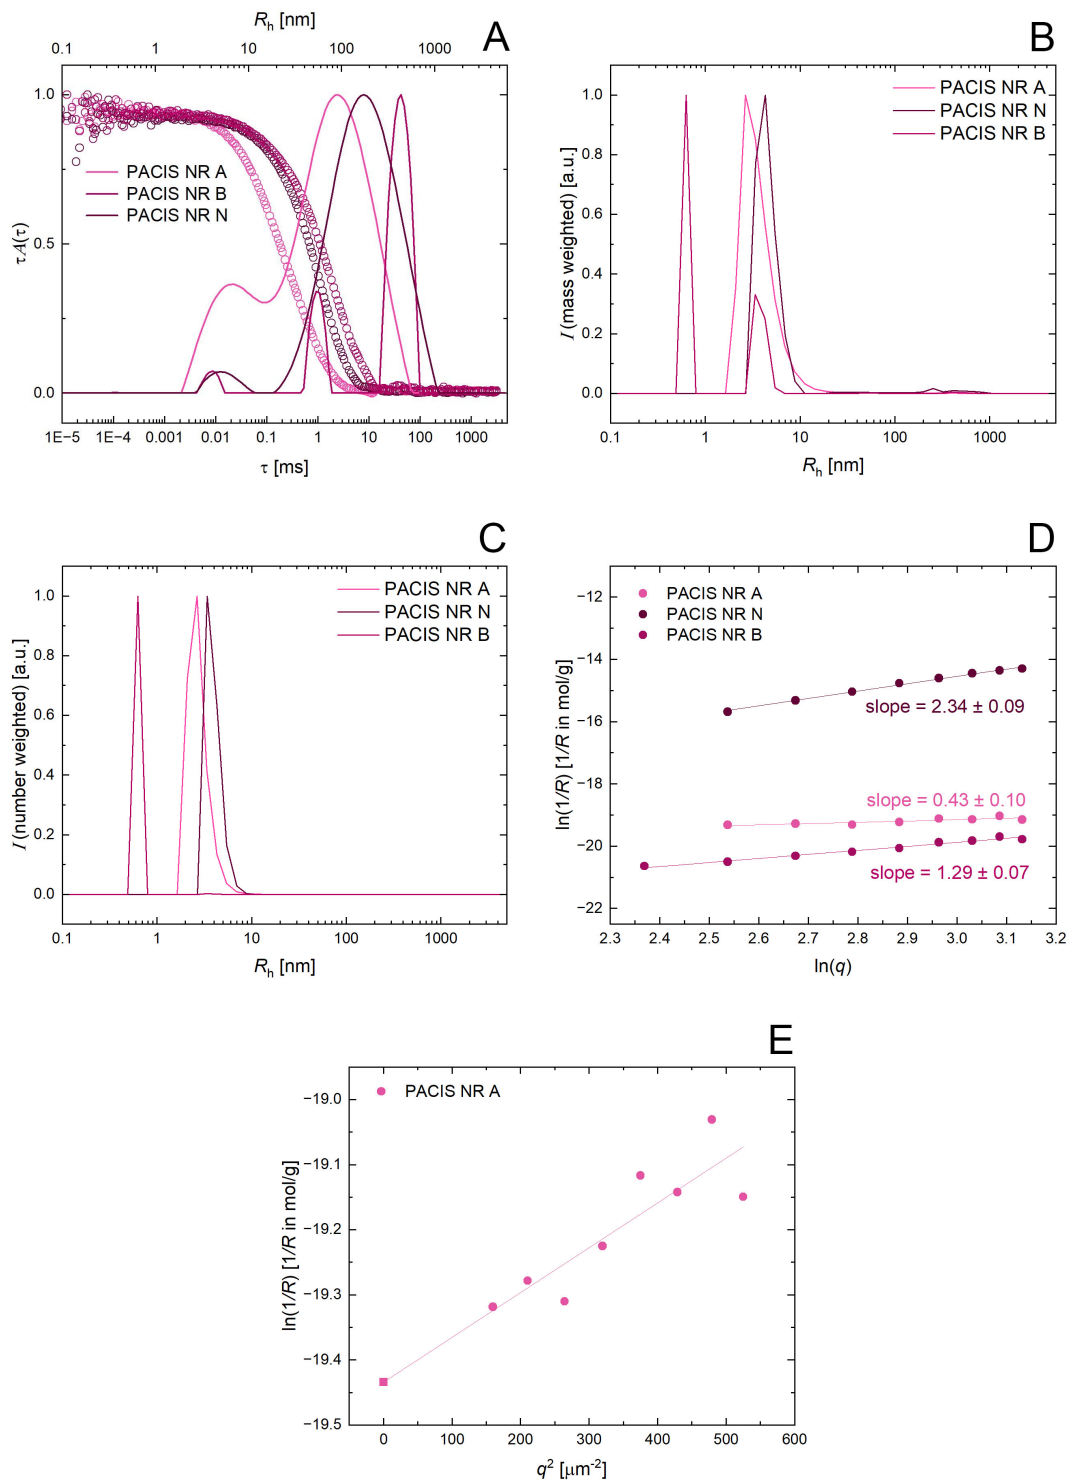 R_h [nm]
A
0.1 1 10 100 1000
1.0
0.5
0.0
τA(τ)
PACIS NR A
PACIS NR B
PACIS NR N
1E-5 1E-4 0.001 0.01 0.1 1 10 100 1000
τ [ms]
B
PACIS NR A
PACIS NR N
PACIS NR B
1.0
0.8
0.6
0.4
0.2
0.0
I (mass weighted) [a.u.]
0.1 1 10 100 1000
R_h [nm]
C
PACIS NR A
PACIS NR N
PACIS NR B
1.0
0.8
0.6
0.4
0.2
0.0
I (number weighted) [a.u.]
0.1 1 10 100 1000
R_h [nm]
D
PACIS NR A
PACIS NR N
PACIS NR B
−12
−14
−16
−18
−20
−22
ln(1/R) [1/R in mol/g]
slope = 2.34 ± 0.09
slope = 0.43 ± 0.10
slope = 1.29 ± 0.07
2.3 2.4 2.5 2.6 2.7 2.8 2.9 3.0 3.1 3.2
ln(q)
E
PACIS NR A
−19.0
−19.1
−19.2
−19.3
−19.4
−19.5
ln(1/R) [1/R in mol/g]
0 100 200 300 400 500 600
q² [μm⁻²]